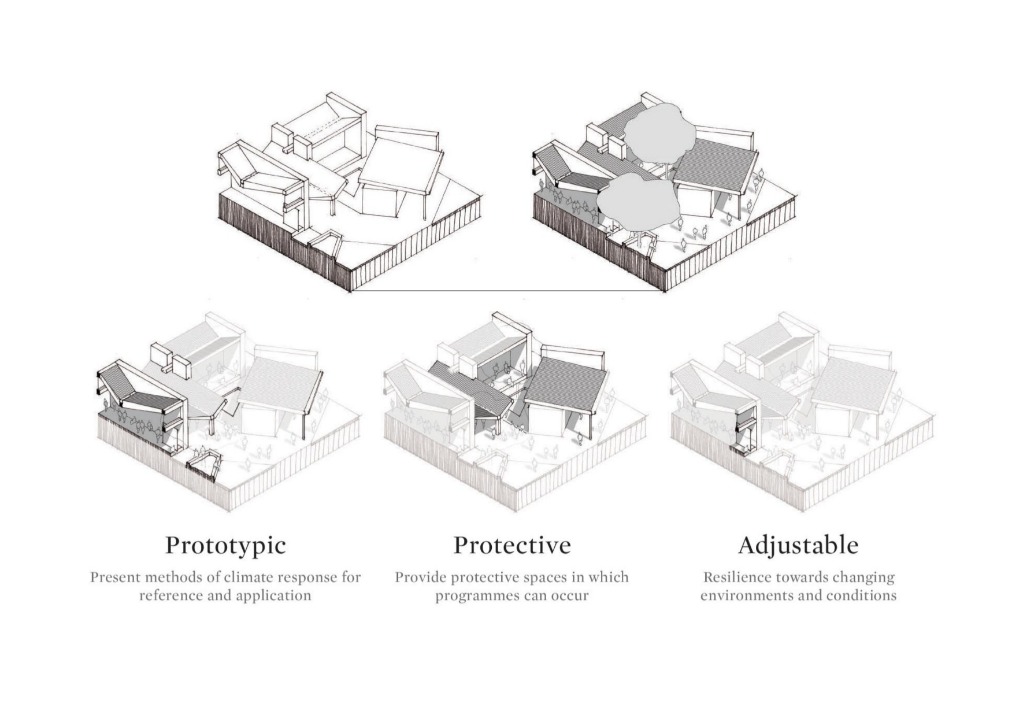 Prototypic
Present methods of climate response for
reference and application
Protective
Provide protective spaces in which
programmes can occur
Adjustable
Resilience towards changing
environments and conditions